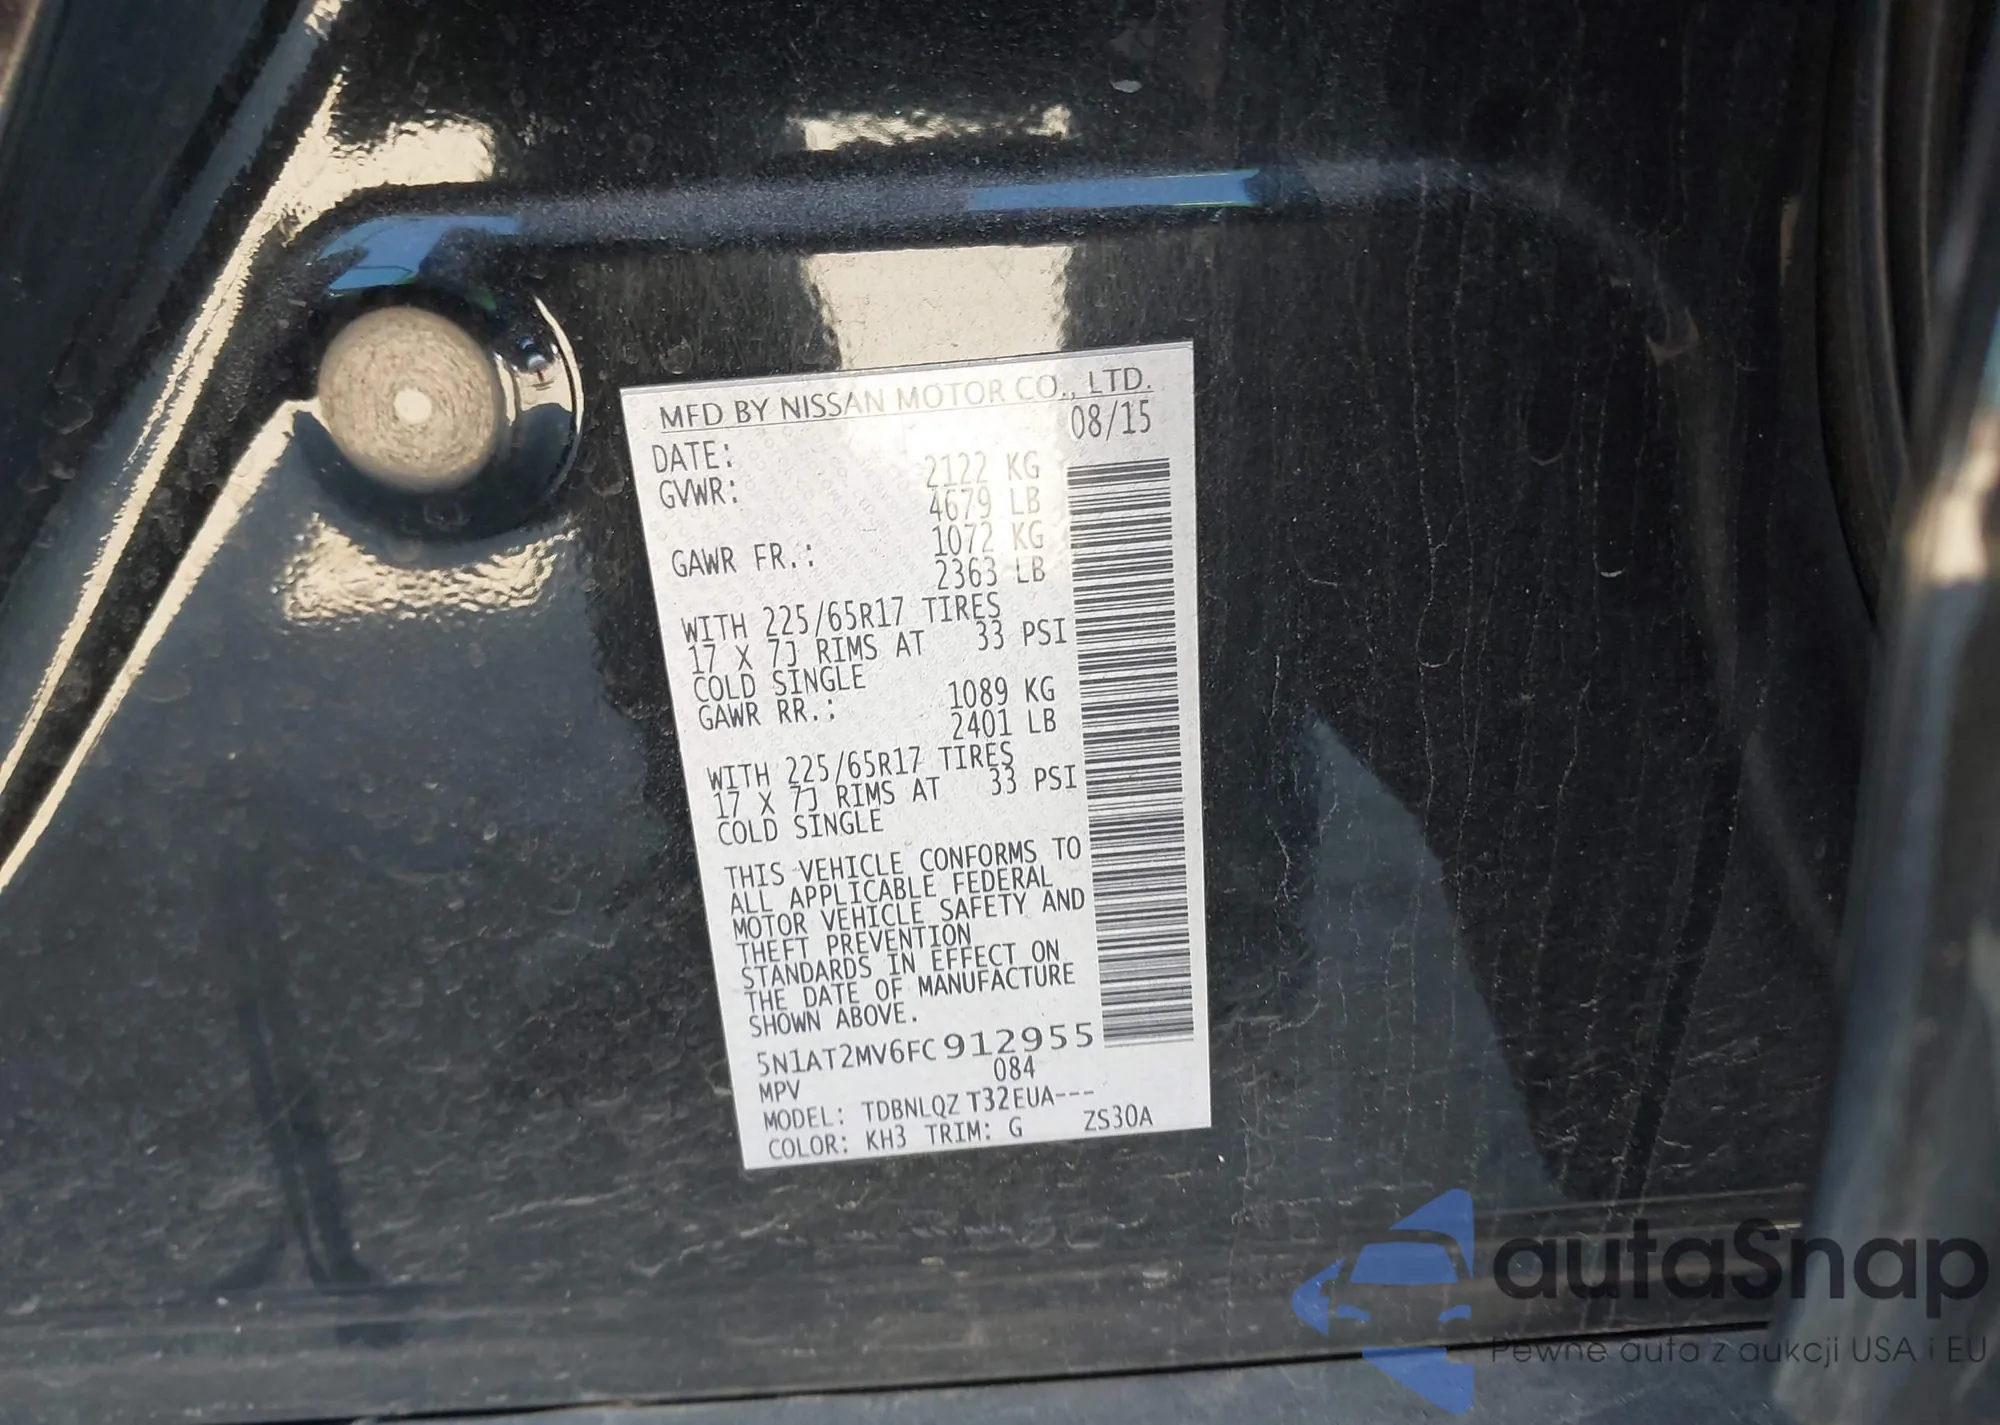 MFD BY NISSAN MOTOR CO., LTD.
DATE: 08/15
GVWR: 2122 KG
4679 LB
GAWR FR.: 1072 KG
2363 LB
WITH 225/65R17 TIRES
17 X 7J RIMS AT 33 PSI
COLD SINGLE
GAWR RR.: 1089 KG
2401 LB
WITH 225/65R17 TIRES
17 X 7J RIMS AT 33 PSI
COLD SINGLE
THIS VEHICLE CONFORMS TO
ALL APPLICABLE FEDERAL
MOTOR VEHICLE SAFETY AND
THEFT PREVENTION
STANDARDS IN EFFECT ON
THE DATE OF MANUFACTURE
SHOWN ABOVE.
5N1AT2MV6FC912955
MPV 084
MODEL: TDBNLQZ T32EUA---
COLOR: KH3 TRIM: G ZS30A
autaSnap
Pewne auta z aukcji USA i EU